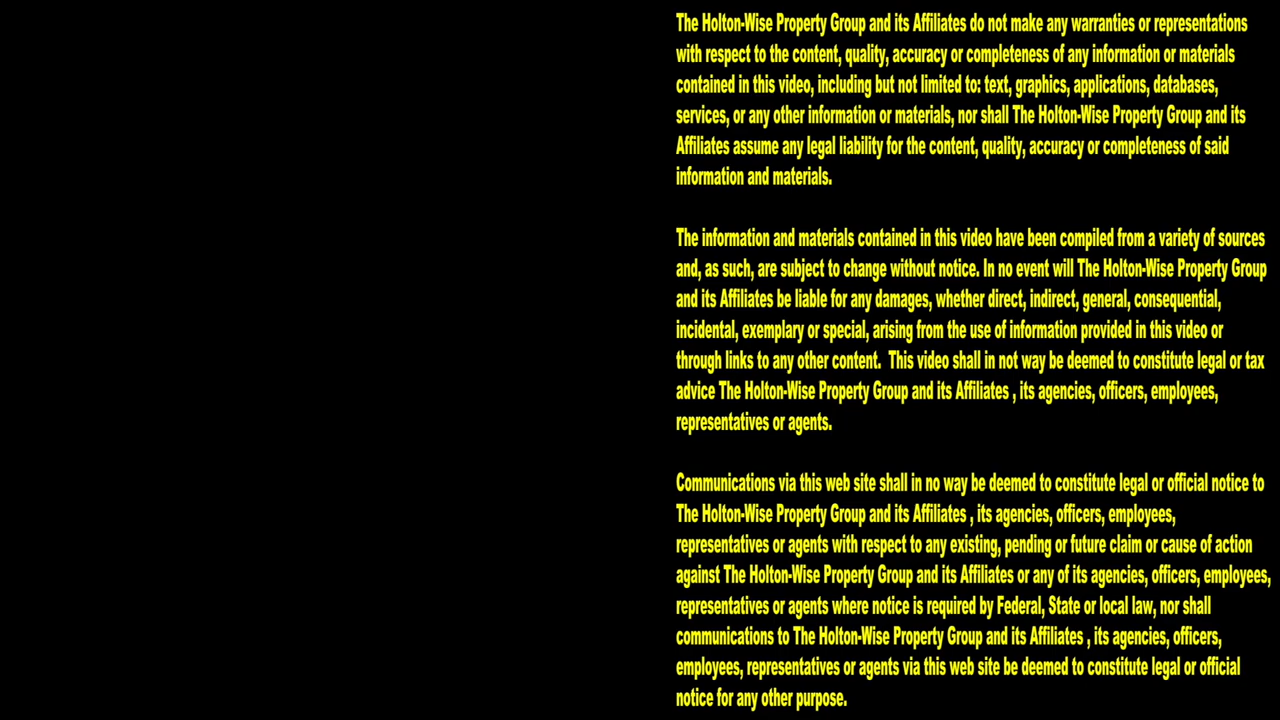 The Holton-Wise Property Group and its Affiliates do not make any warranties or representations
with respect to the content, quality, accuracy or completeness of any information or materials
contained in this video, including but not limited to: text, graphics, applications, databases,
services, or any other information or materials, nor shall The Holton-Wise Property Group and its
Affiliates assume any legal liability for the content, quality, accuracy or completeness of said
information and materials.
The information and materials contained in this video have been compiled from a variety of sources
and, as such, are subject to change without notice. In no event will The Holton-Wise Property Group
and its Affiliates be liable for any damages, whether direct, indirect, general, consequential,
incidental, exemplary or special, arising from the use of information provided in this video or
through links to any other content.  This video shall in not way be deemed to constitute legal or tax
advice The Holton-Wise Property Group and its Affiliates , its agencies, officers, employees,
representatives or agents.
Communications via this web site shall in no way be deemed to constitute legal or official notice to
The Holton-Wise Property Group and its Affiliates , its agencies, officers, employees,
representatives or agents with respect to any existing, pending or future claim or cause of action
against The Holton-Wise Property Group and its Affiliates or any of its agencies, officers, employees,
representatives or agents where notice is required by Federal, State or local law, nor shall
communications to The Holton-Wise Property Group and its Affiliates , its agencies, officers,
employees, representatives or agents via this web site be deemed to constitute legal or official
notice for any other purpose.